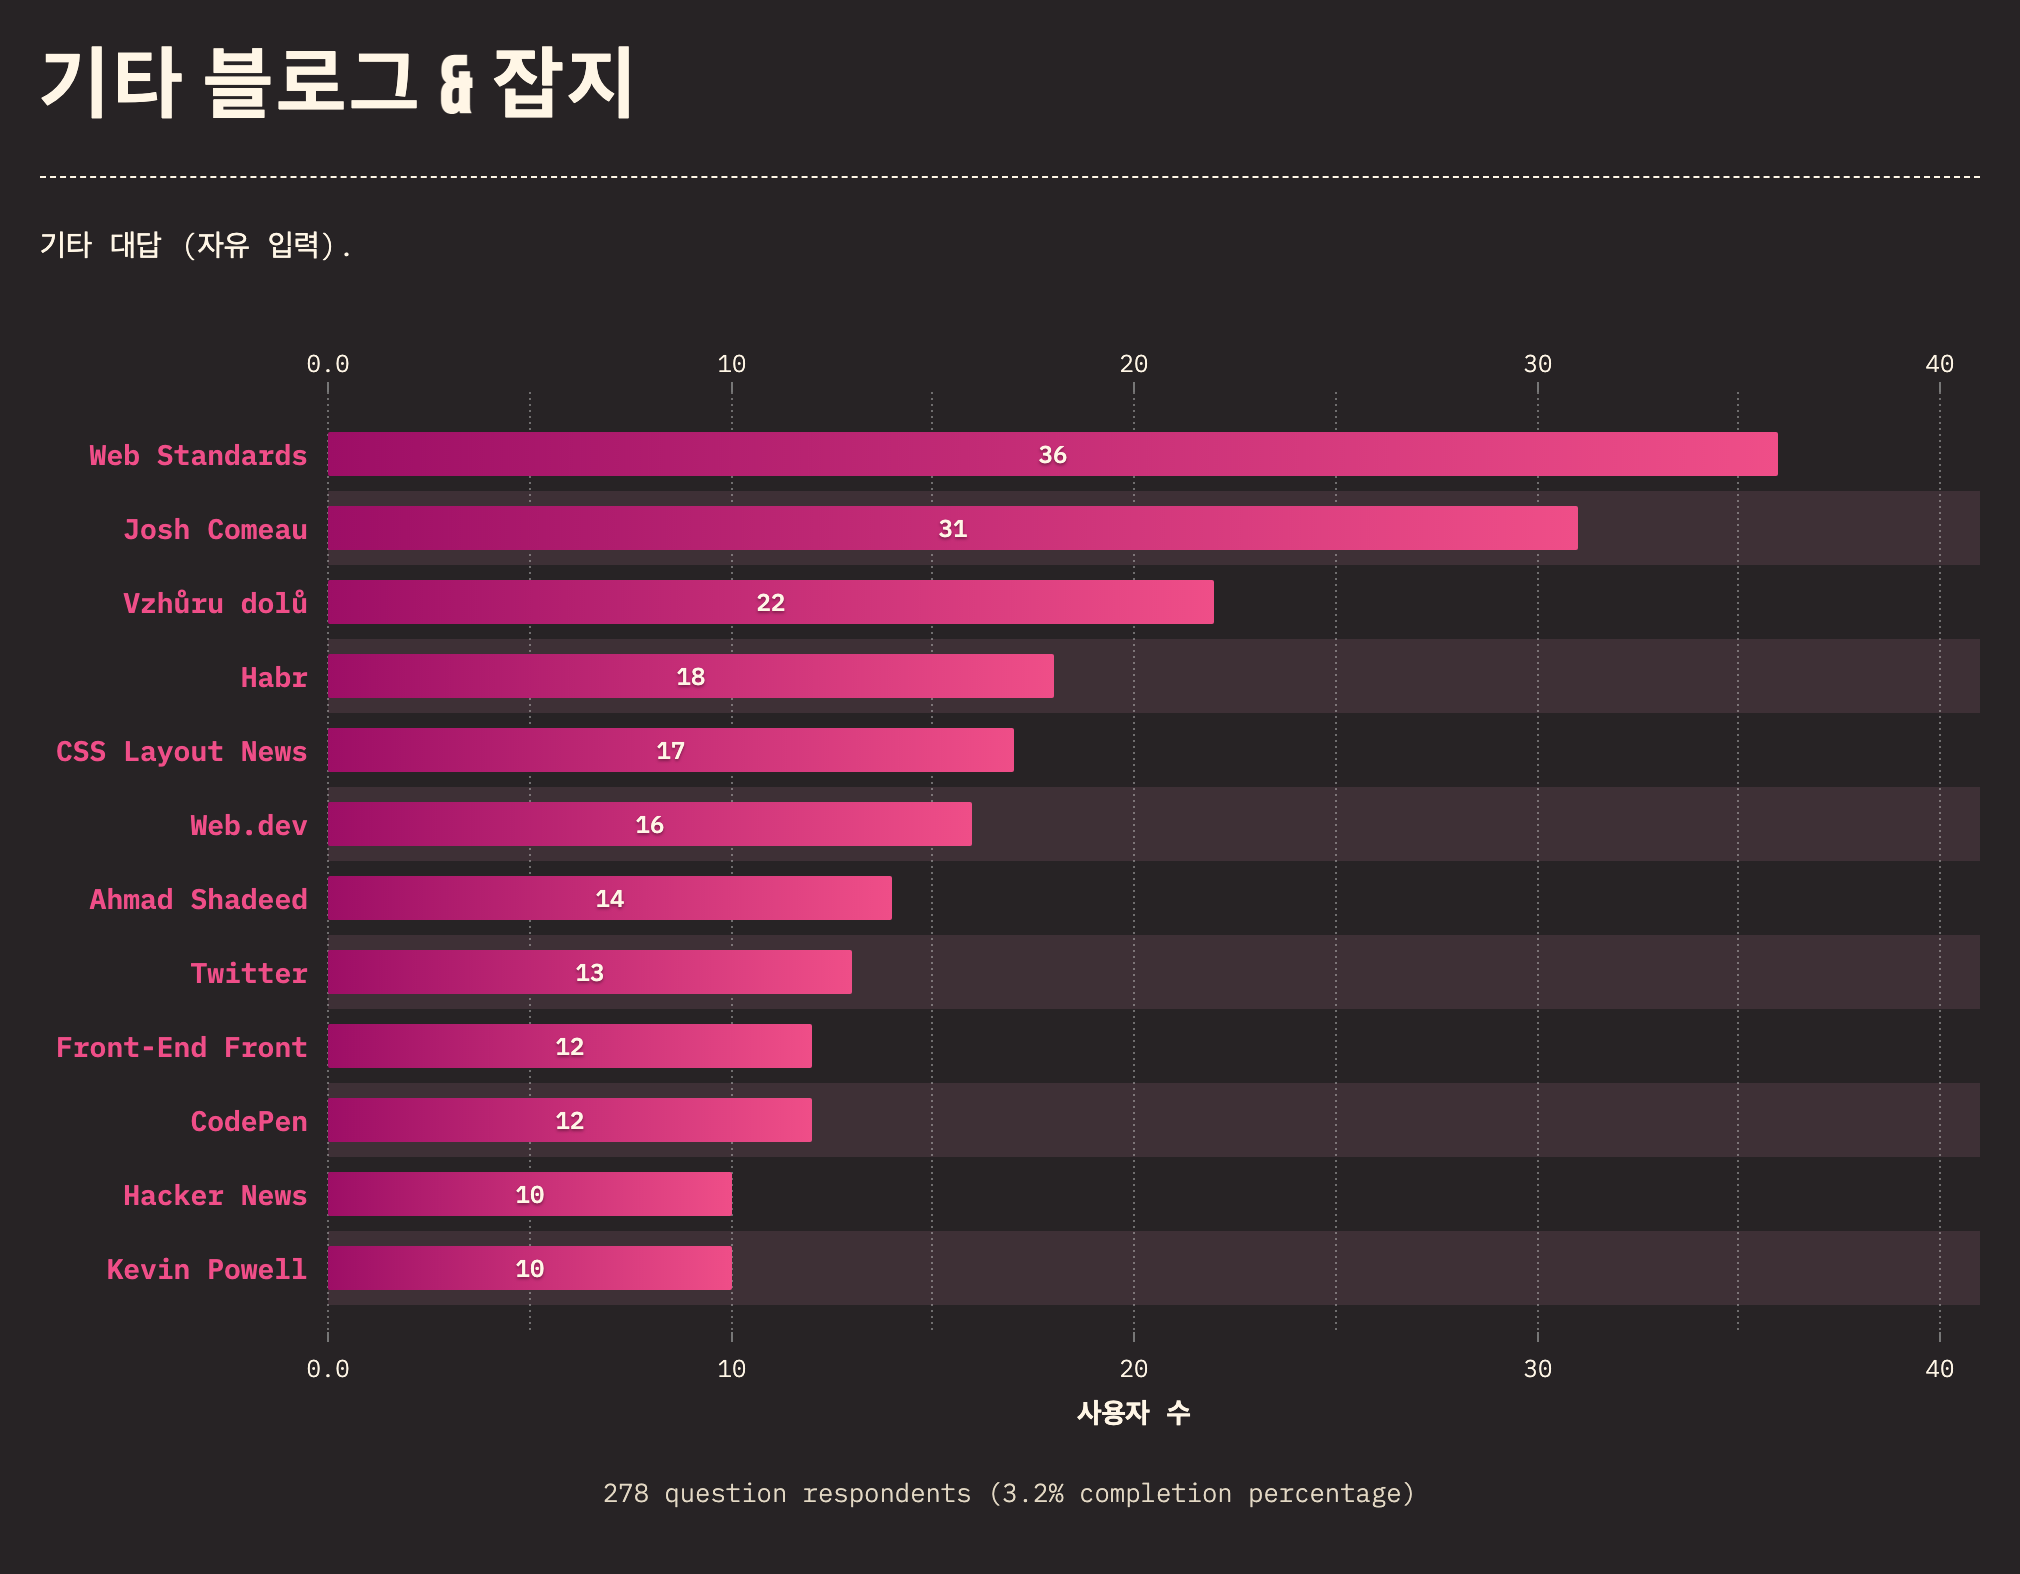 기타 블로그 & 잡지
기타 대답 (자유 입력).
0.0 10 20 30 40
Web Standards 36
Josh Comeau 31
Vzhůru dolů 22
Habr 18
CSS Layout News 17
Web.dev 16
Ahmad Shadeed 14
Twitter 13
Front-End Front 12
CodePen 12
Hacker News 10
Kevin Powell 10
0.0 10 20 30 40
사용자 수
278 question respondents (3.2% completion percentage)